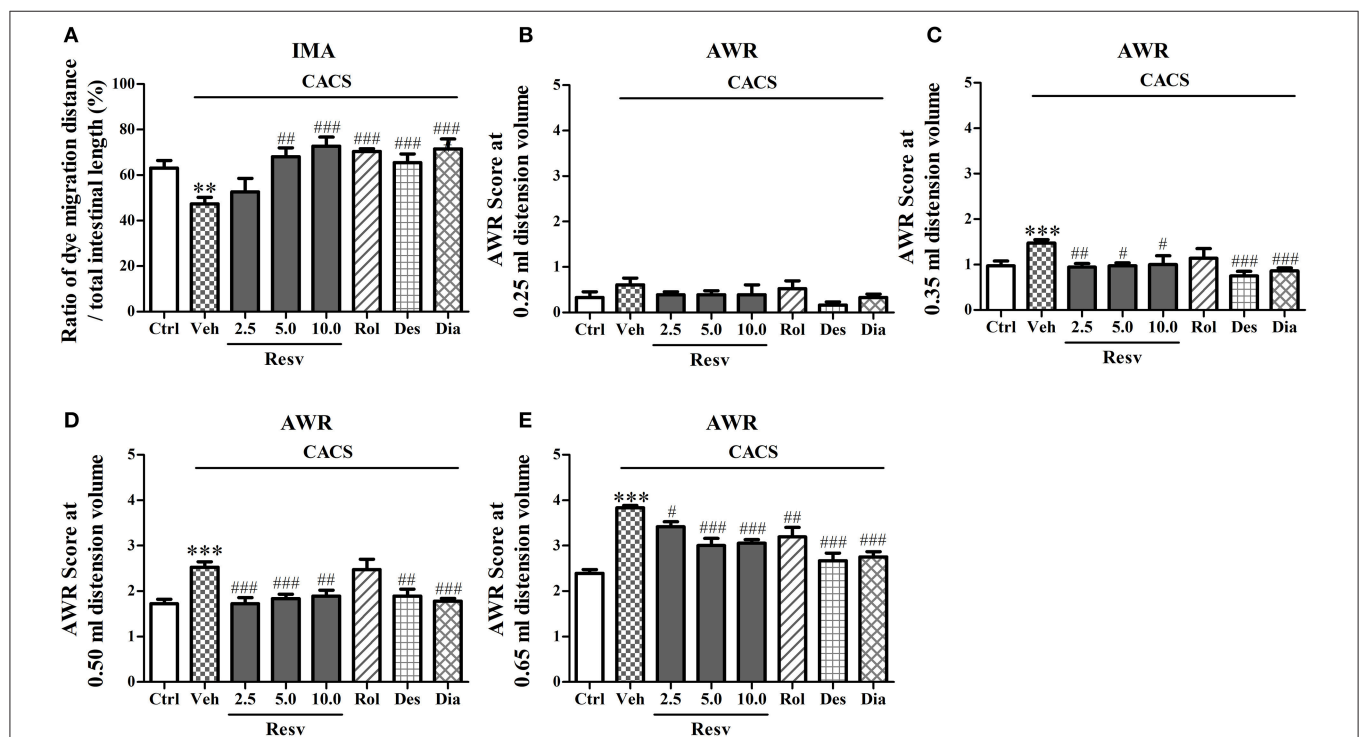 A
IMA
CACS
Ratio of dye migration distance
/ total intestinal length (%)
100
80
60
40
20
0
**
##
###
###
###
###
#
Ctrl Veh 2.5 5.0 10.0 Rol Des Dia
Resv
B
AWR
CACS
AWR Score at
0.25 ml distension volume
5
4
3
2
1
0
Ctrl Veh 2.5 5.0 10.0 Rol Des Dia
Resv
C
AWR
CACS
AWR Score at
0.35 ml distension volume
5
4
3
2
1
0
***
##
#
#
###
###
Ctrl Veh 2.5 5.0 10.0 Rol Des Dia
Resv
D
AWR
CACS
AWR Score at
0.50 ml distension volume
5
4
3
2
1
0
***
###
###
##
##
###
Ctrl Veh 2.5 5.0 10.0 Rol Des Dia
Resv
E
AWR
CACS
AWR Score at
0.65 ml distension volume
5
4
3
2
1
0
***
#
###
###
##
###
###
Ctrl Veh 2.5 5.0 10.0 Rol Des Dia
Resv